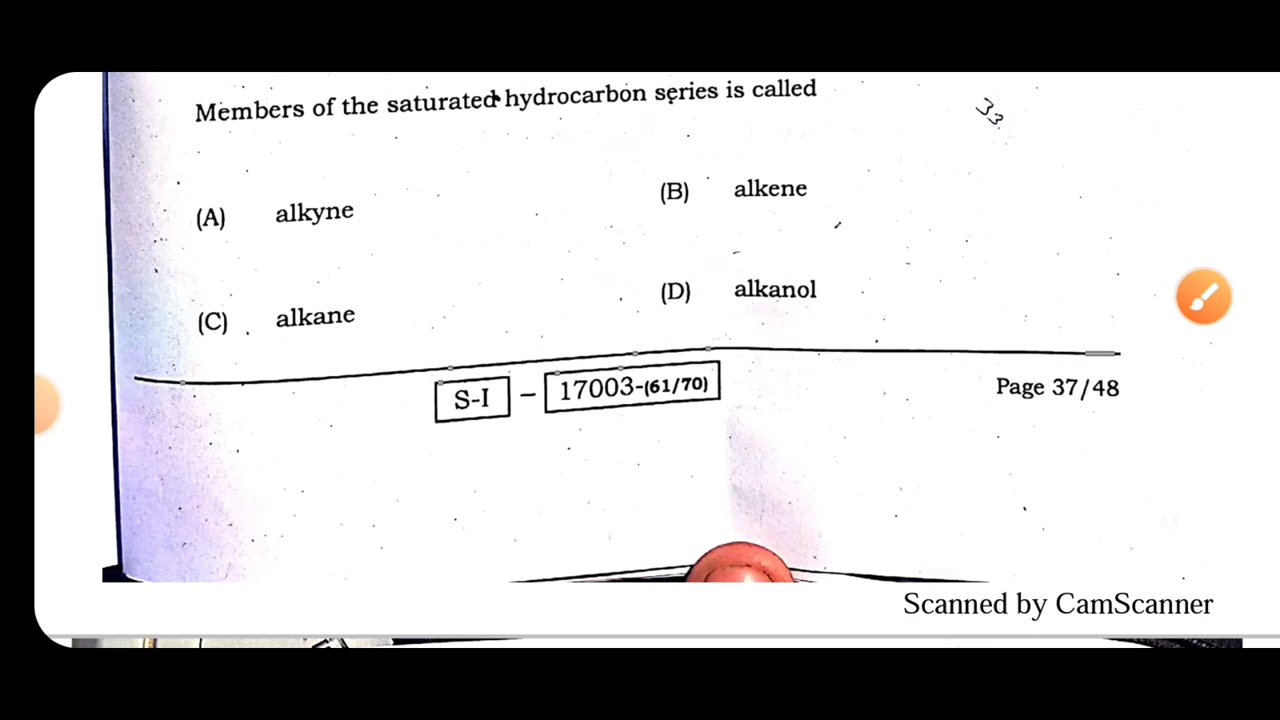 Members of the saturated hydrocarbon series is called
33
(A) alkyne
(B) alkene
(C) alkane
(D) alkanol
S-I – 17003-(61/70)
Page 37/48
Scanned by CamScanner